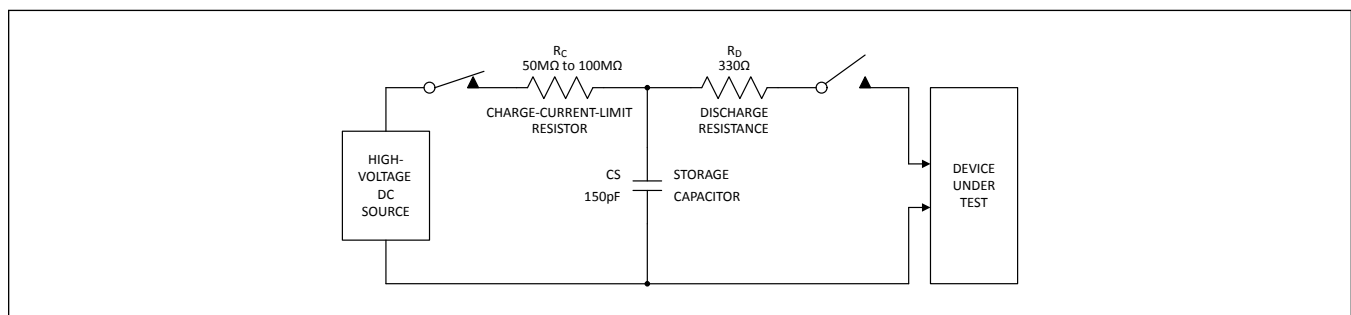 R_C
50MΩ to 100MΩ
CHARGE-CURRENT-LIMIT
RESISTOR
R_D
330Ω
DISCHARGE
RESISTANCE
HIGH-
VOLTAGE
DC
SOURCE
CS
150pF
STORAGE
CAPACITOR
DEVICE
UNDER
TEST